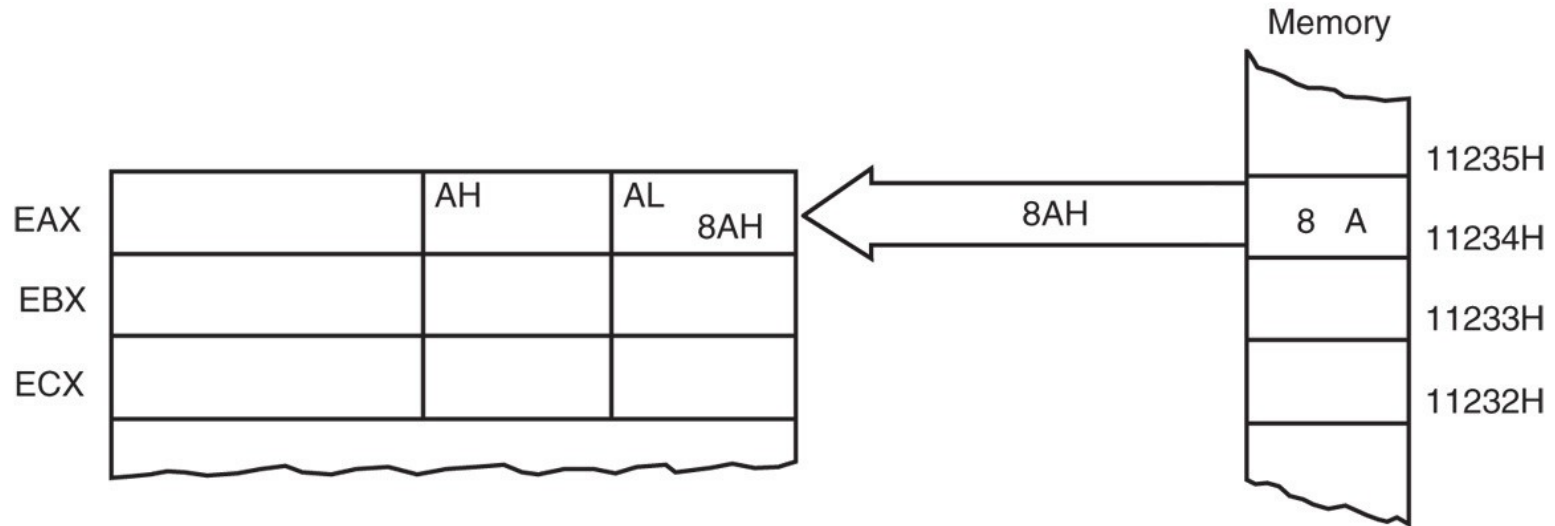 Memory
11235H
AH
AL
EAX
8AH
8AH
8 A
11234H
EBX
11233H
ECX
11232H